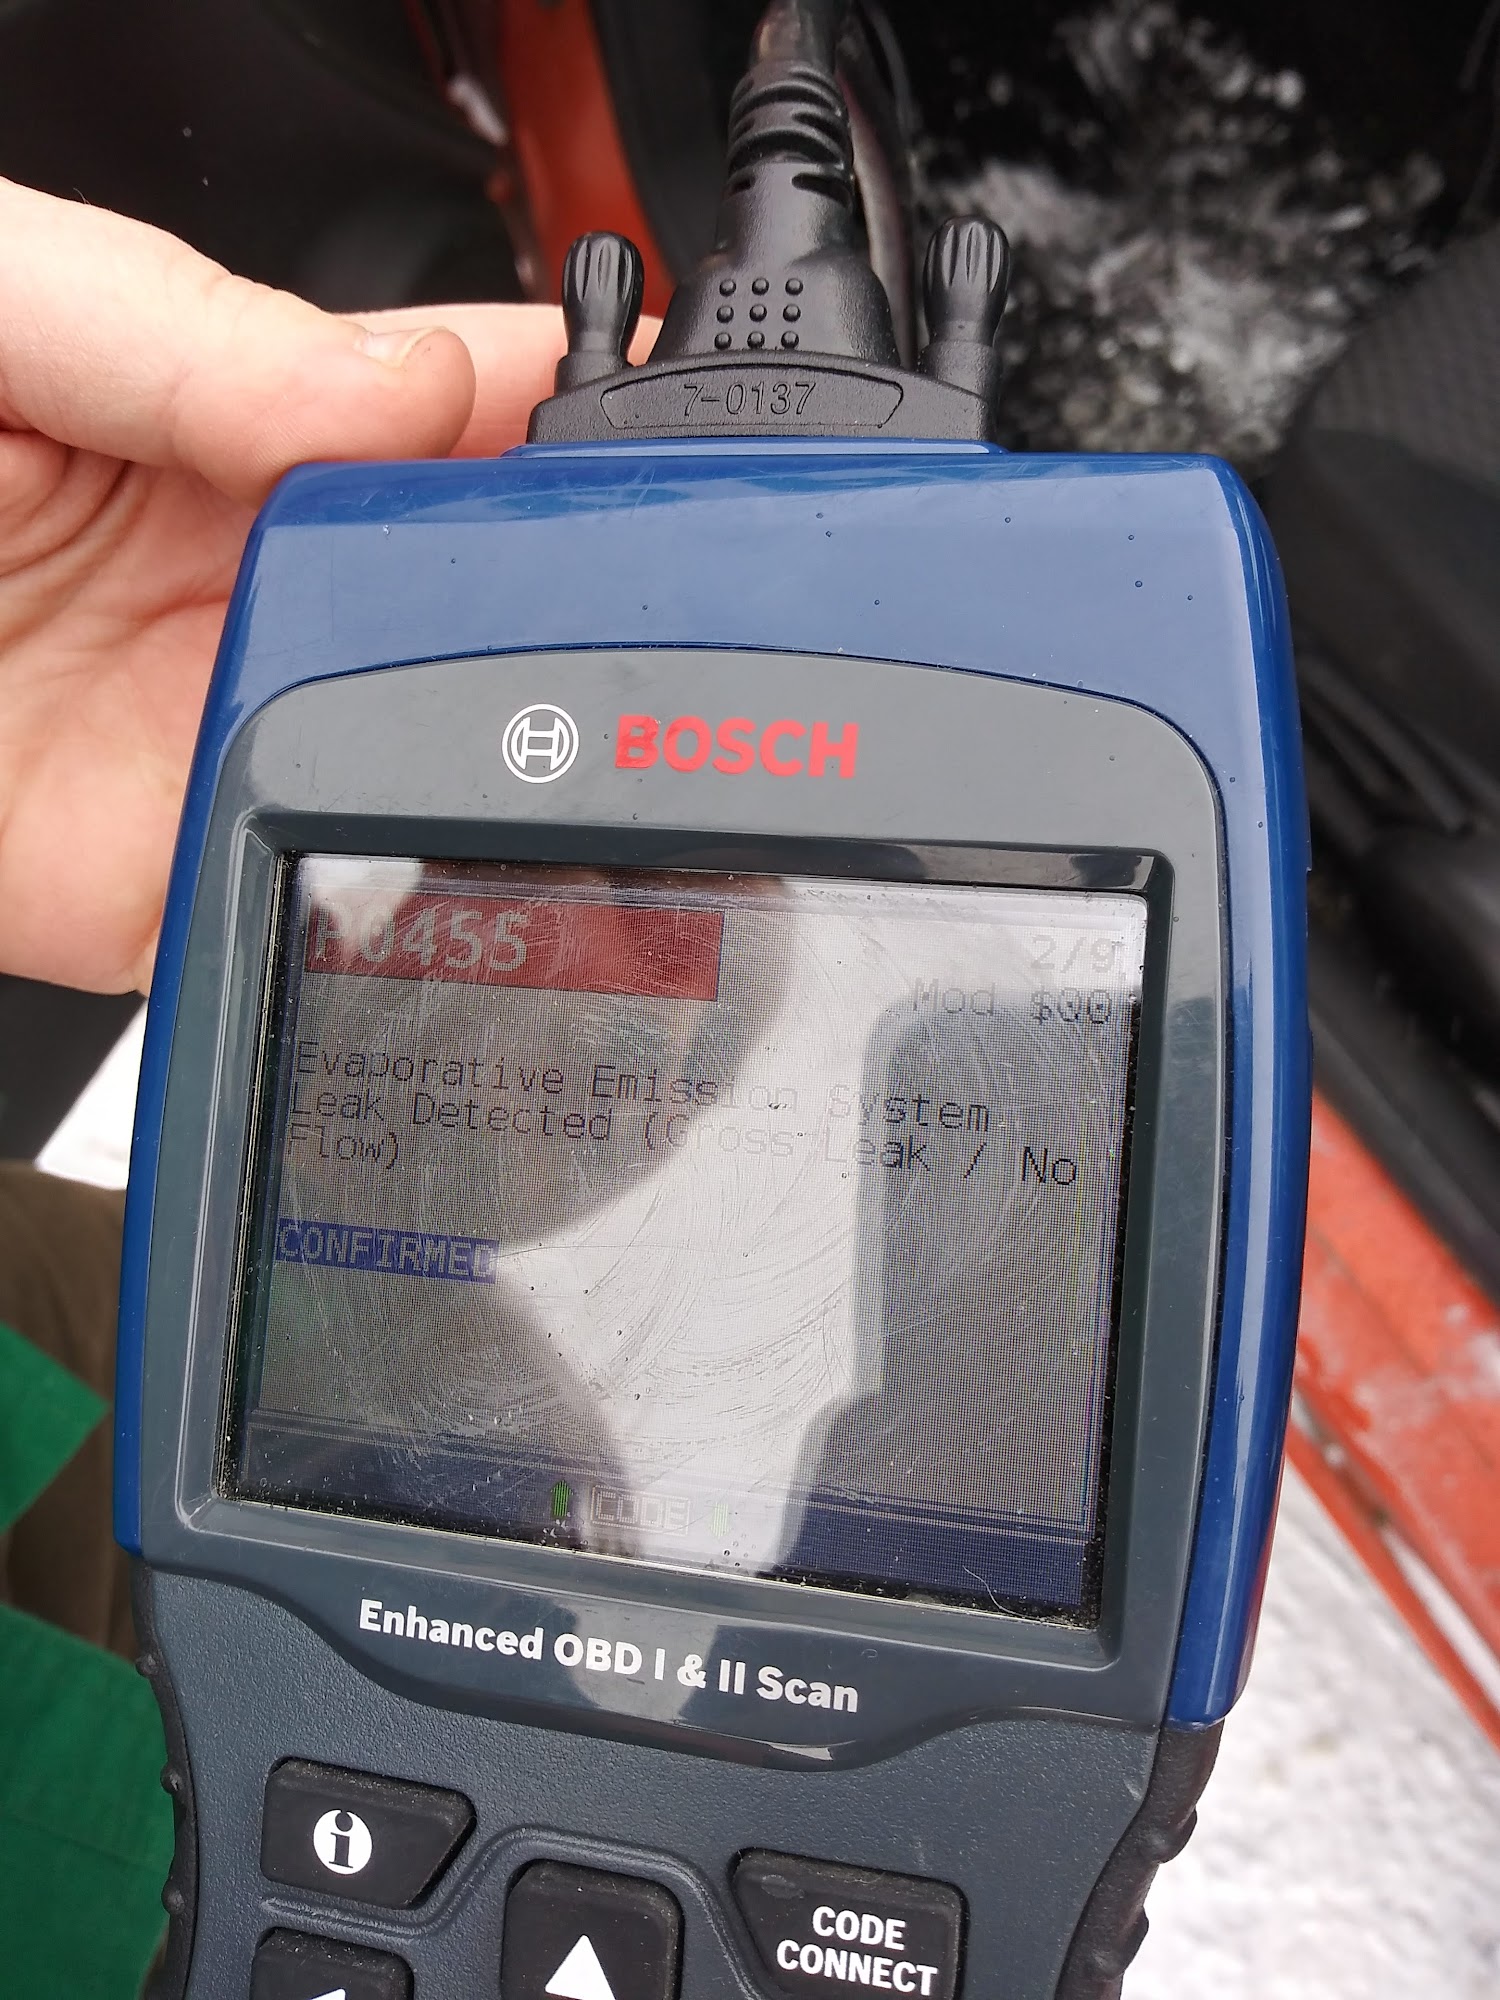 7-0137
BOSCH
P0455
2/9
Mod $00
Evaporative Emission System
Leak Detected (Gross Leak / No
Flow)
CONFIRMED
CODE
Enhanced OBD I & II Scan
i
CODE
CONNECT